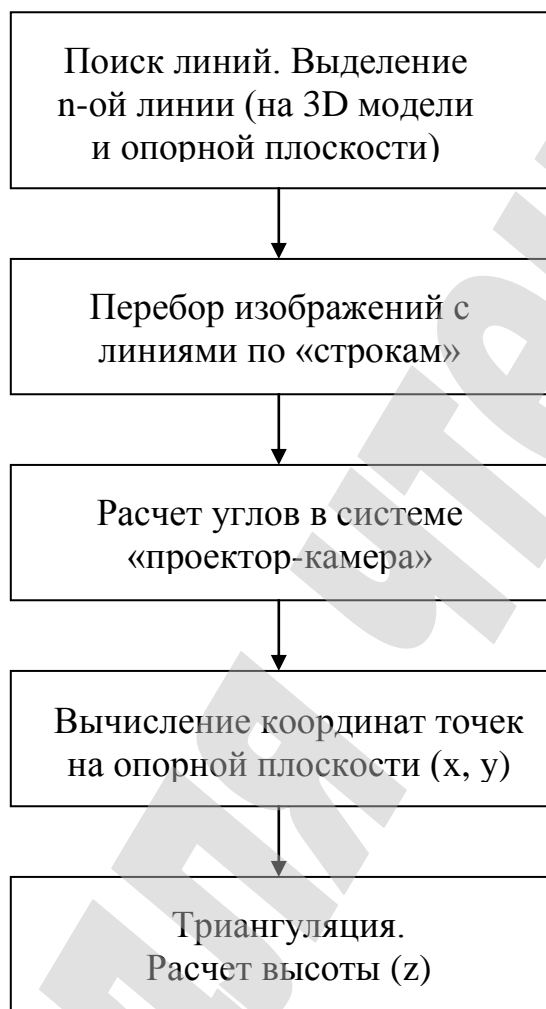 Поиск линий. Выделение
n-ой линии (на 3D модели
и опорной плоскости)
Перебор изображений с
линиями по «строкам»
Расчет углов в системе
«проектор-камера»
Вычисление координат точек
на опорной плоскости (x, y)
Триангуляция.
Расчет высоты (z)